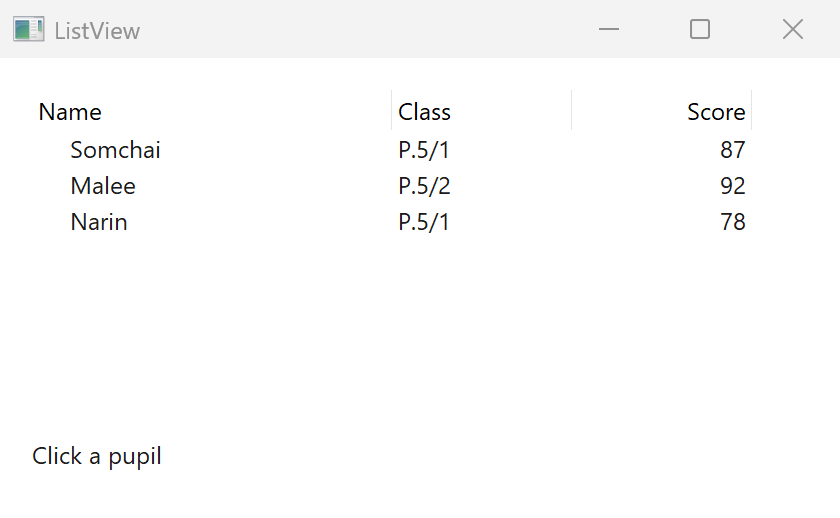 ListView
Name Class Score
Somchai P.5/1 87
Malee P.5/2 92
Narin P.5/1 78
Click a pupil